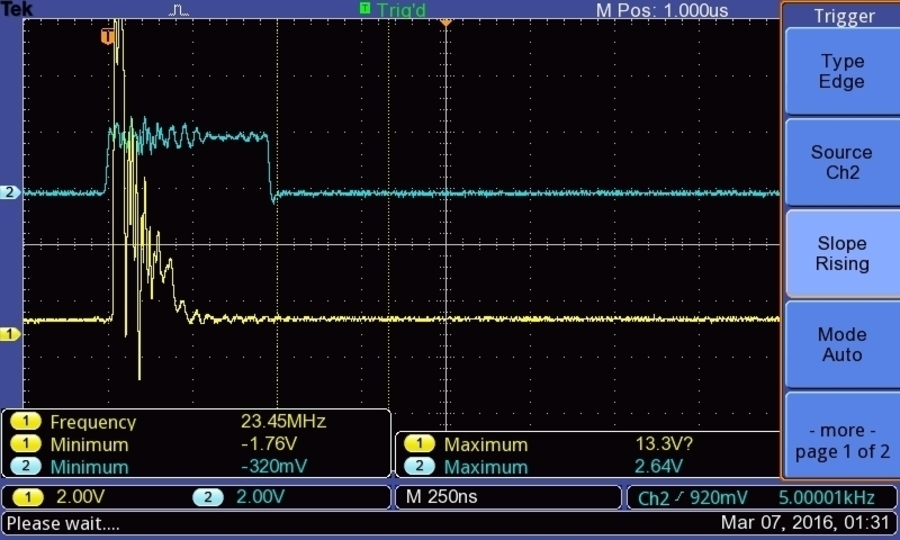 Tek Trig'd M Pos: 1.000us
T
2
1
Trigger
Type
Edge
Source
Ch2
Slope
Rising
Mode
Auto
- more -
page 1 of 2
1 Frequency 23.45MHz
1 Minimum -1.76V
2 Minimum -320mV
1 Maximum 13.3V?
2 Maximum 2.64V
1 2.00V 2 2.00V M 250ns Ch2 920mV 5.00001kHz
Please wait.... Mar 07, 2016, 01:31